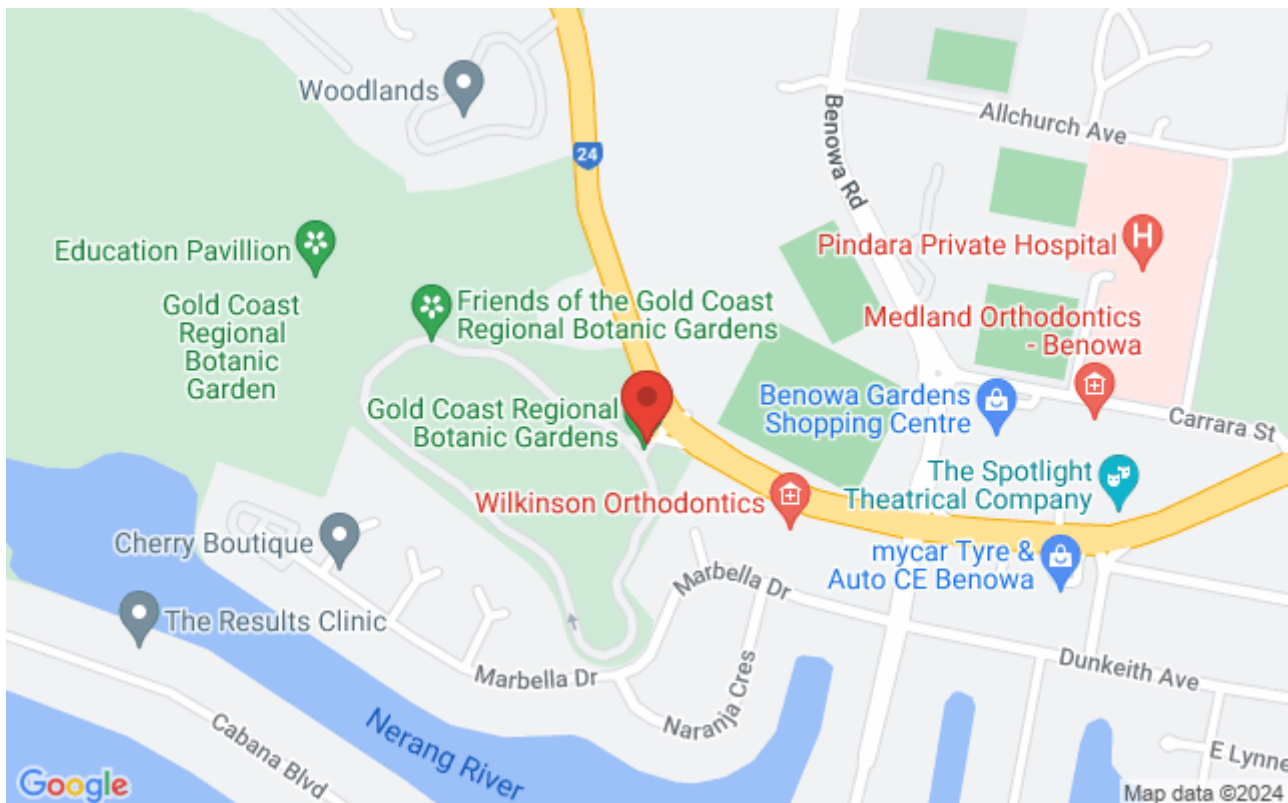 Woodlands
24
Benowa Rd
Allchurch Ave
Education Pavillion
Gold Coast
Regional
Botanic
Garden
Friends of the Gold Coast
Regional Botanic Gardens
Pindara Private Hospital
H
Medland Orthodontics
- Benowa
Gold Coast Regional
Botanic Gardens
Benowa Gardens
Shopping Centre
Carrara St
Wilkinson Orthodontics
The Spotlight
Theatrical Company
Cherry Boutique
mycar Tyre &
Auto CE Benowa
Marbella Dr
The Results Clinic
Marbella Dr
Naranja Cres
Dunkeith Ave
Cabana Blvd
Nerang River
E Lynne
Google
Map data ©2024